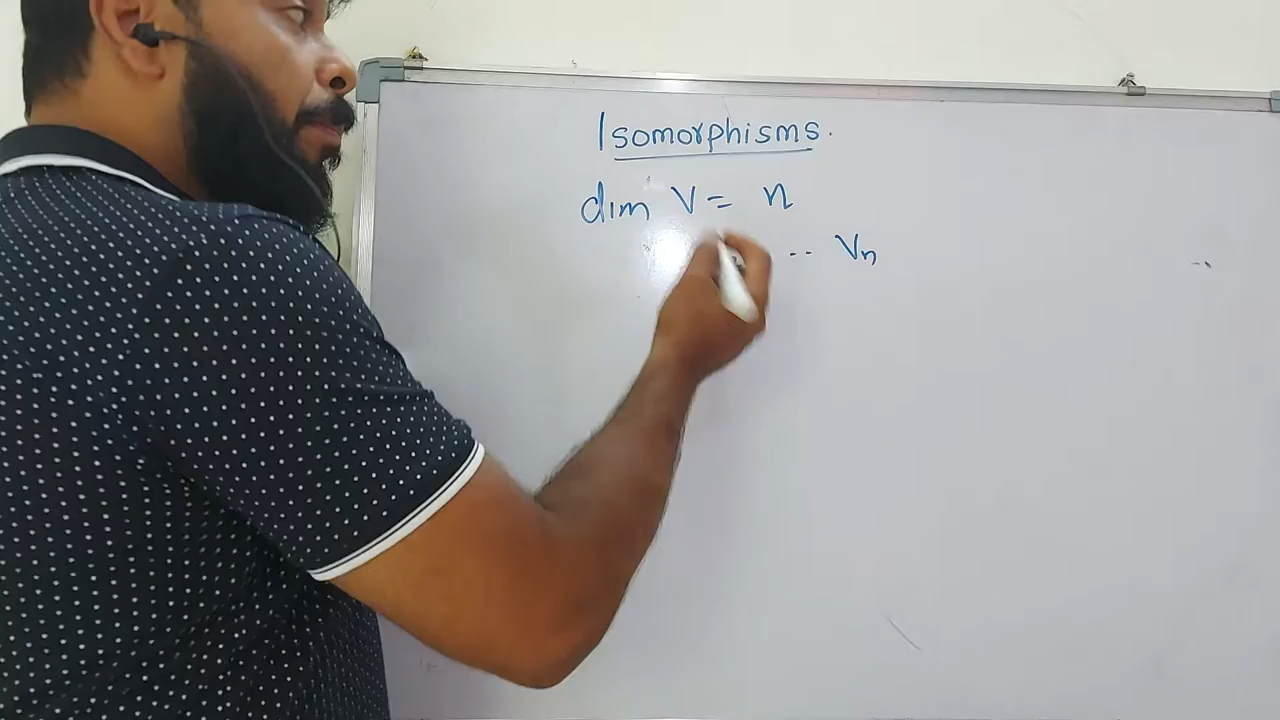 Isomorphisms.
dim V = n
.. Vn